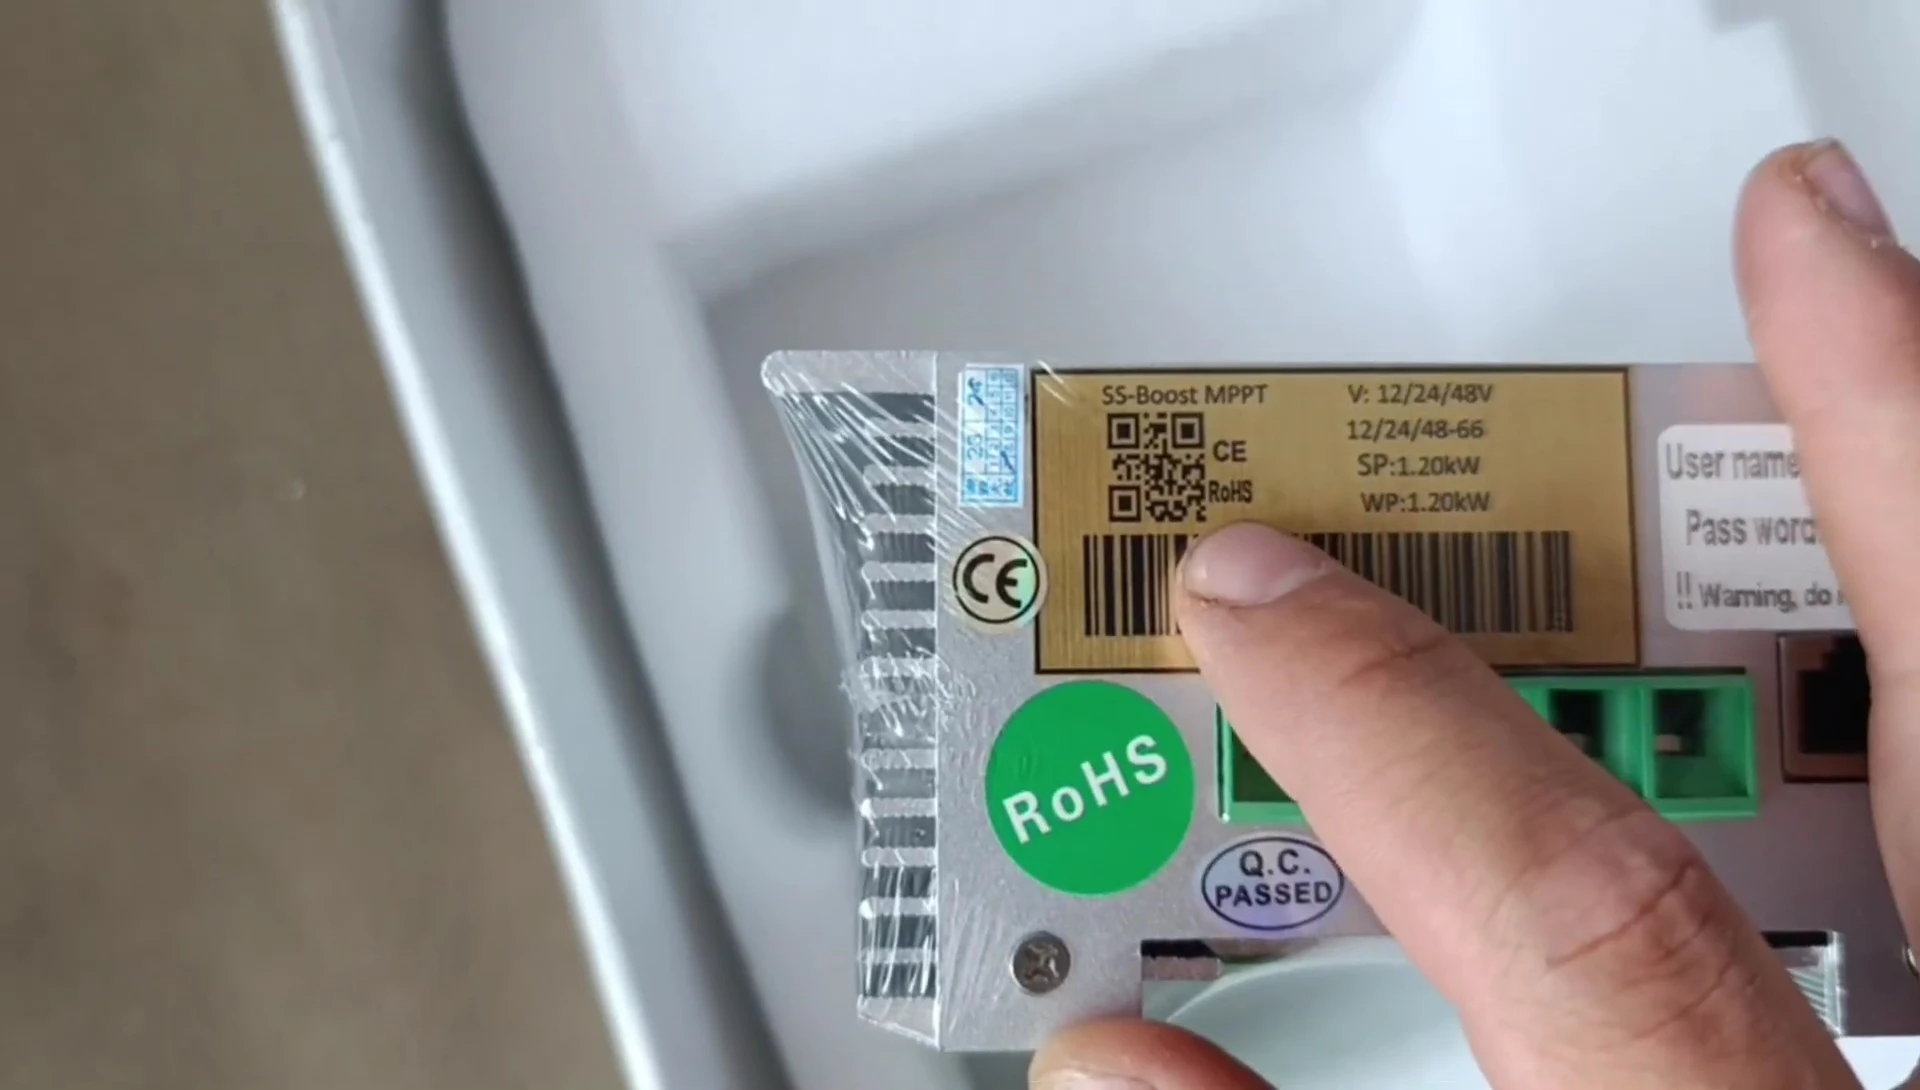 SS-Boost MPPT
V: 12/24/48V
12/24/48-66
CE
SP:1.20kW
RoHS
WP:1.20kW
User name
Pass word
!! Warning, do
CE
RoHS
Q.C.
PASSED